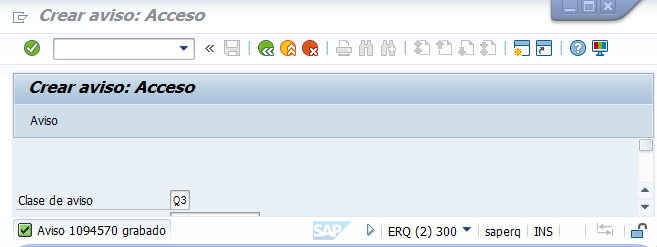 Crear aviso: Acceso
Crear aviso: Acceso
Aviso
Clase de aviso Q3
Aviso 1094570 grabado SAP ERQ (2) 300 saperq INS